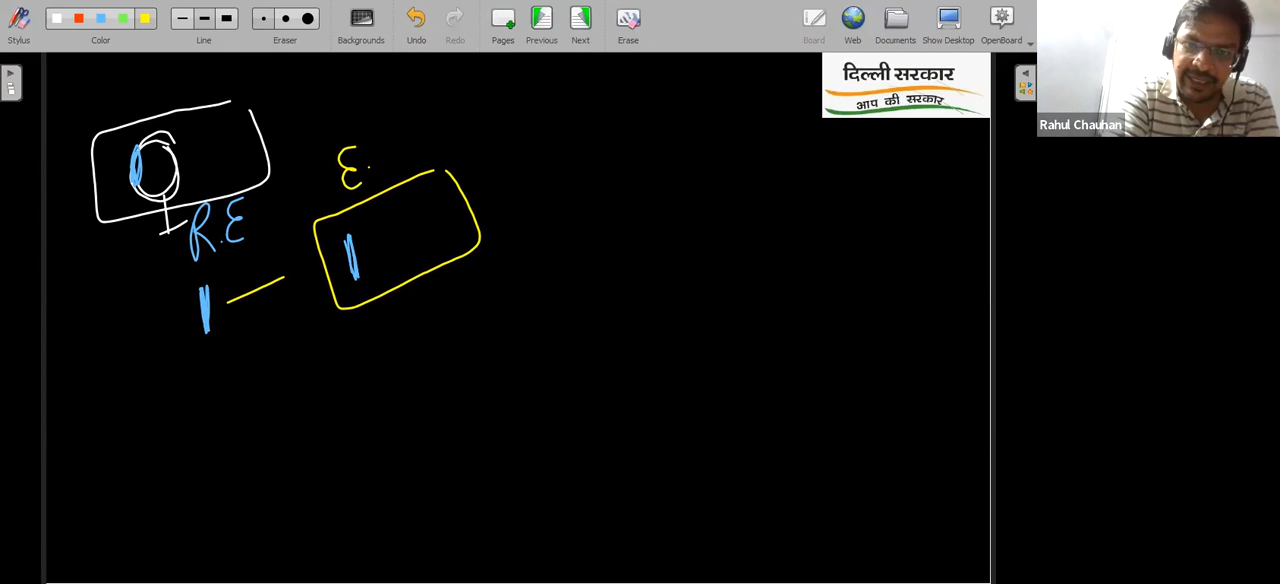 Stylus
Color
Line
Eraser
Backgrounds
Undo
Redo
Pages
Previous
Next
Erase
Board
Web
Documents
Show Desktop
OpenBoard
दिल्ली सरकार
आप की सरकार
Rahul Chauhan
E.
R.E